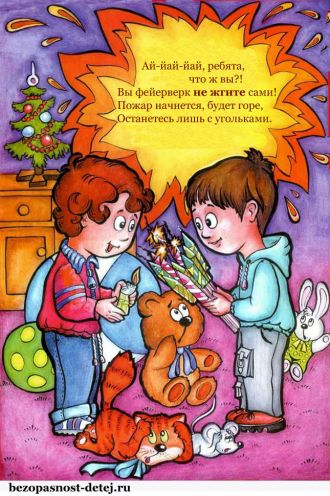 Ай-йай-йай, ребята,
что ж вы?!
Вы фейерверк не жгите сами!
Пожар начнется, будет горе,
Останетесь лишь с угольками.
bezopasnost-detej.ru